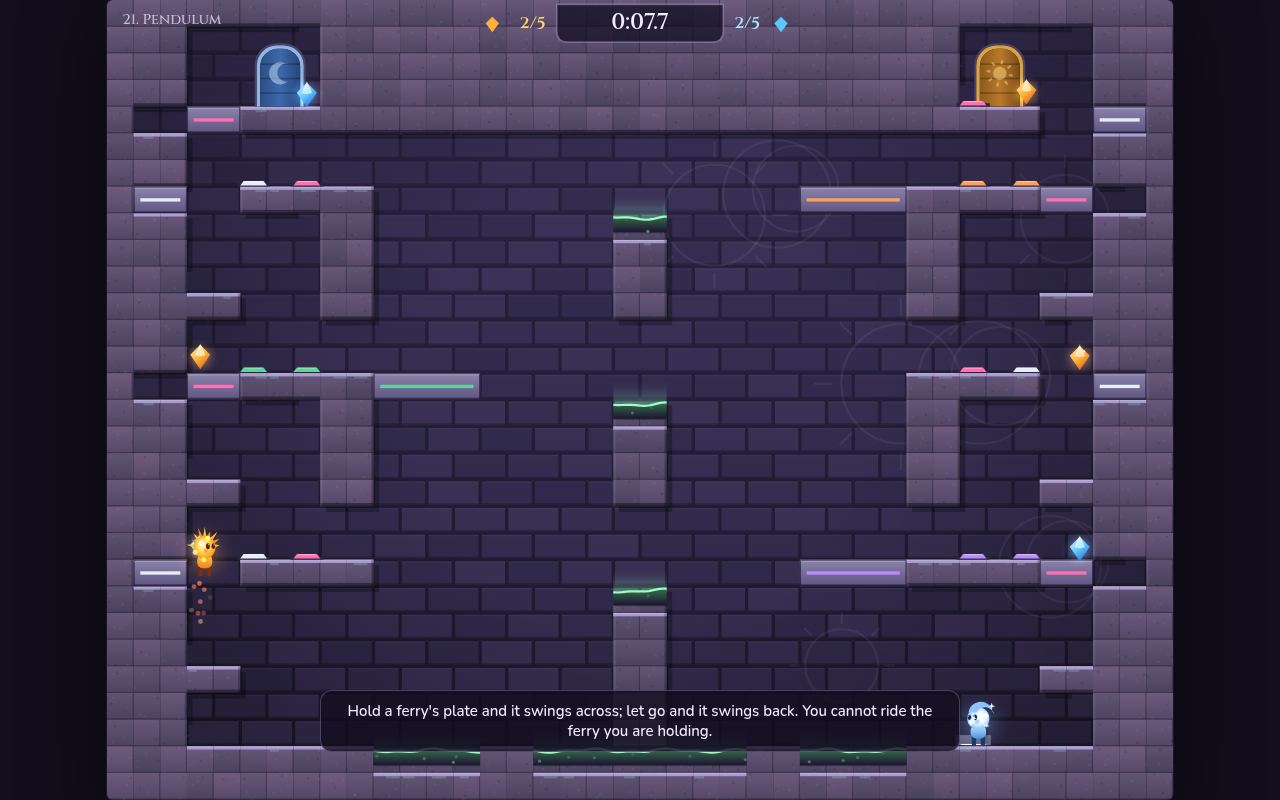 21. Pendulum
2/5
0:07.7
2/5
Hold a ferry's plate and it swings across; let go and it swings back. You cannot ride the
ferry you are holding.